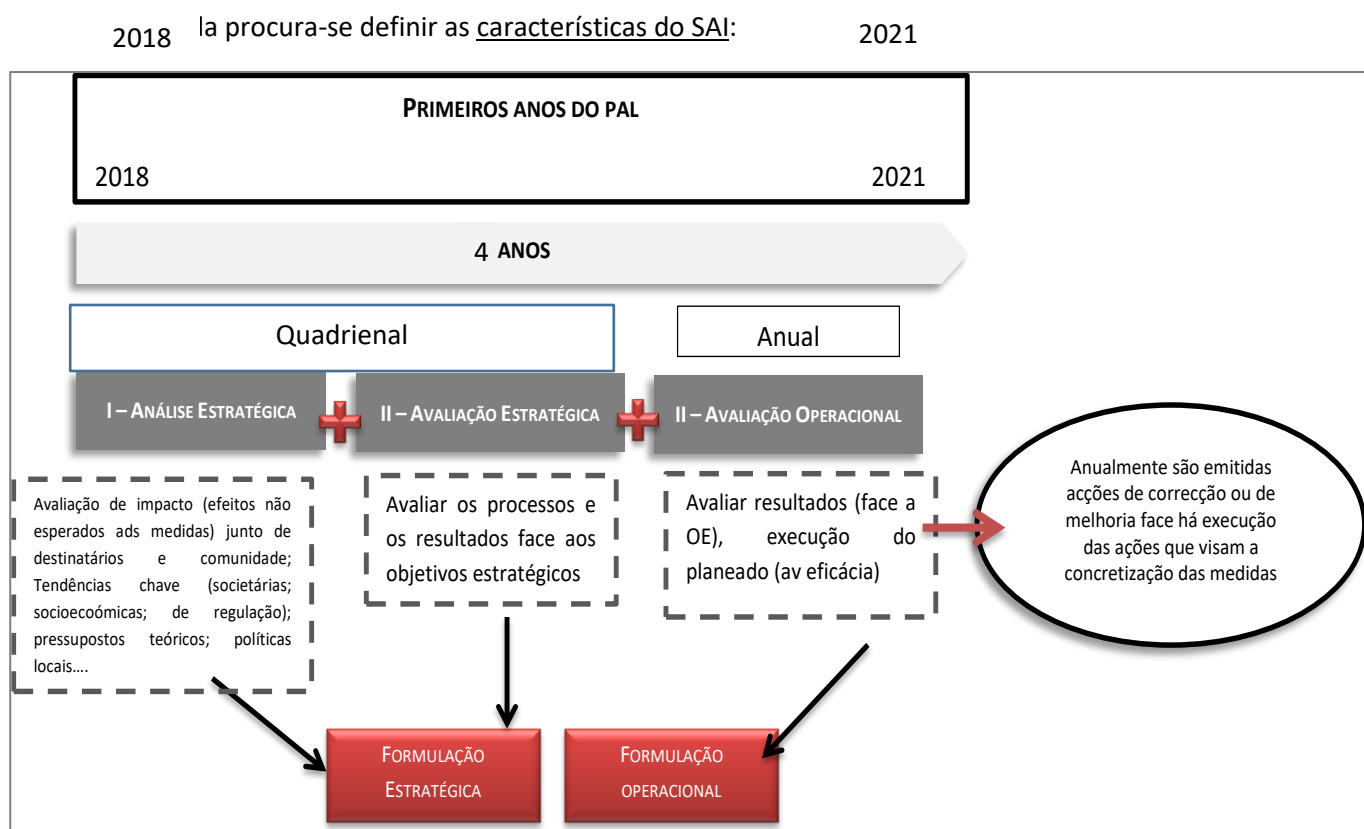 2018 la procura-se definir as características do SAI: 2021
PRIMEIROS ANOS DO PAL
2018 2021
4 ANOS
Quadrienal
Anual
I – ANÁLISE ESTRATÉGICA
II – AVALIAÇÃO ESTRATÉGICA
II – AVALIAÇÃO OPERACIONAL
Avaliação de impacto (efeitos não
esperados ads medidas) junto de
destinatários e comunidade;
Tendências chave (societárias;
socioecoómicas; de regulação);
pressupostos teóricos; políticas
locais….
Avaliar os processos e
os resultados face aos
objetivos estratégicos
Avaliar resultados (face a
OE), execução do
planeado (av eficácia)
Anualmente são emitidas
acções de correcção ou de
melhoria face há execução
das ações que visam a
concretização das medidas
FORMULAÇÃO
ESTRATÉGICA
FORMULAÇÃO
OPERACIONAL